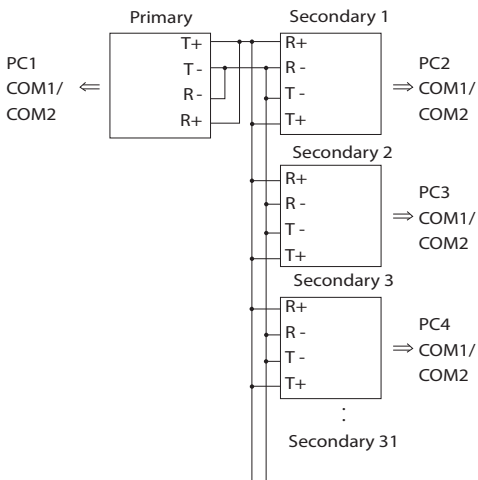 Primary
Secondary 1
PC1
COM1/
COM2
⇐
T+
T -
R -
R+
R+
R -
T -
T+
⇒
PC2
COM1/
COM2
Secondary 2
R+
R -
T -
T+
⇒
PC3
COM1/
COM2
Secondary 3
R+
R -
T -
T+
⇒
PC4
COM1/
COM2
:
Secondary 31